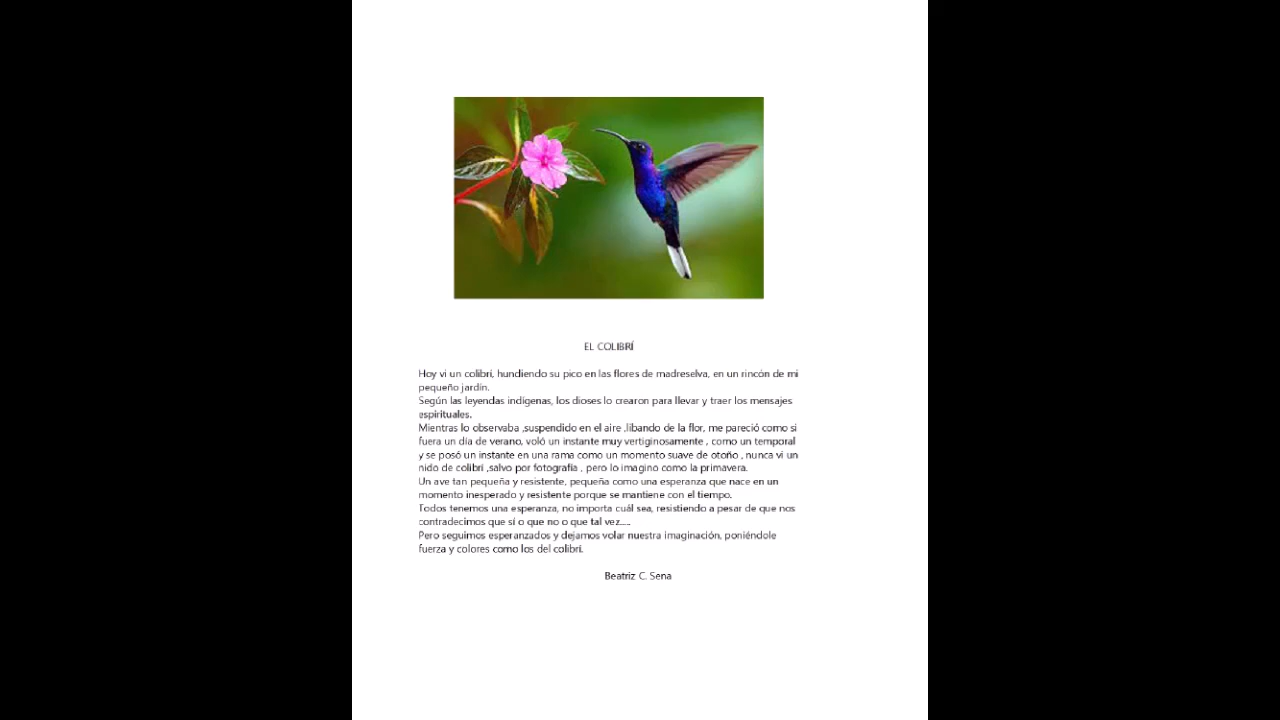 EL COLIBRÍ
Hoy vi un colibrí, hundiendo su pico en las flores de madreselva, en un rincón de mi
pequeño jardín.
Según las leyendas indígenas, los dioses lo crearon para llevar y traer los mensajes
espirituales.
Mientras lo observaba ,suspendido en el aire ,libando de la flor, me pareció como si
fuera un día de verano, voló un instante muy vertiginosamente , como un temporal
y se posó un instante en una rama como un momento suave de otoño , nunca vi un
nido de colibrí ,salvo por fotografía , pero lo imagino como la primavera.
Un ave tan pequeña y resistente, pequeña como una esperanza que nace en un
momento inesperado y resistente porque se mantiene con el tiempo.
Todos tenemos una esperanza, no importa cuál sea, resistiendo a pesar de que nos
contradecimos que sí o que no o que tal vez.....
Pero seguimos esperanzados y dejamos volar nuestra imaginación, poniéndole
fuerza y colores como los del colibrí.
Beatriz C. Sena